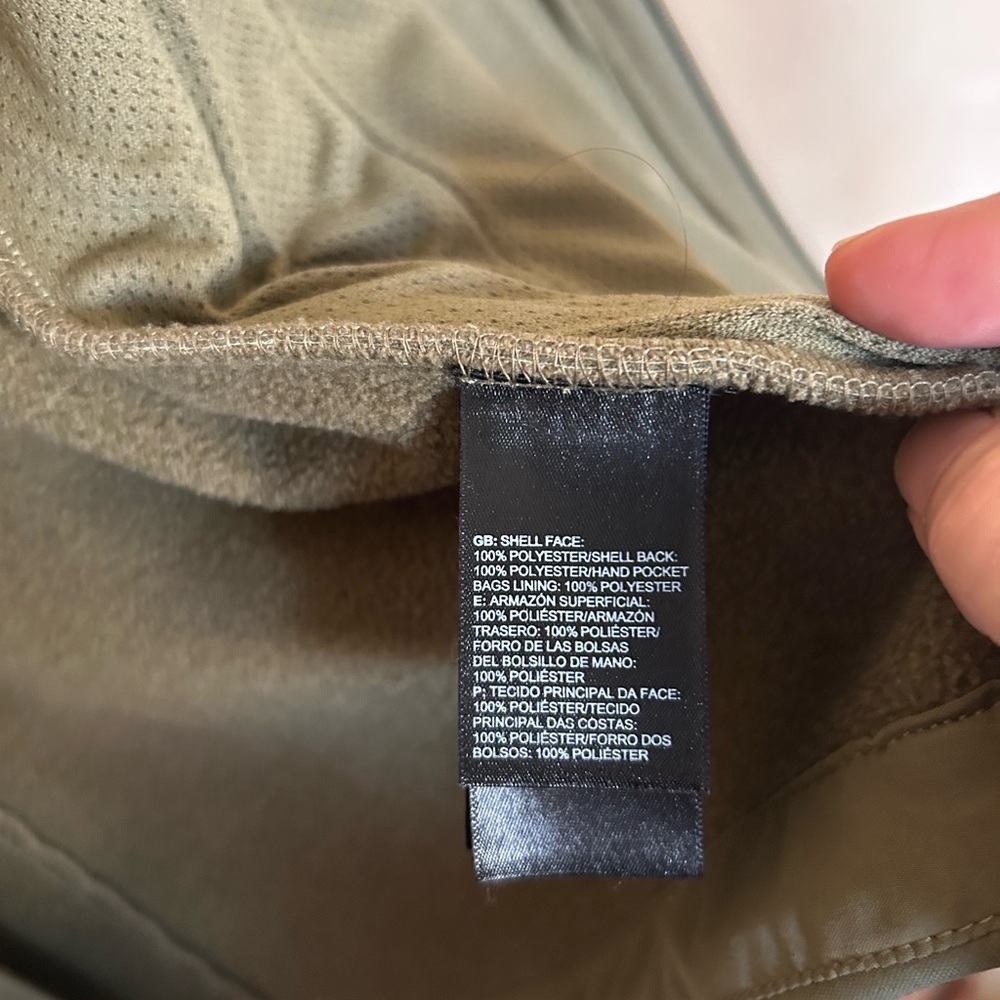 GB: SHELL FACE:
100% POLYESTER/SHELL BACK:
100% POLYESTER/HAND POCKET
BAGS LINING: 100% POLYESTER
E: ARMAZÓN SUPERFICIAL:
100% POLIÉSTER/ARMAZÓN
TRASERO: 100% POLIÉSTER/
FORRO DE LAS BOLSAS
DEL BOLSILLO DE MANO:
100% POLIÉSTER
P: TECIDO PRINCIPAL DA FACE:
100% POLIÉSTER/TECIDO
PRINCIPAL DAS COSTAS:
100% POLIÉSTER/FORRO DOS
BOLSOS: 100% POLIÉSTER